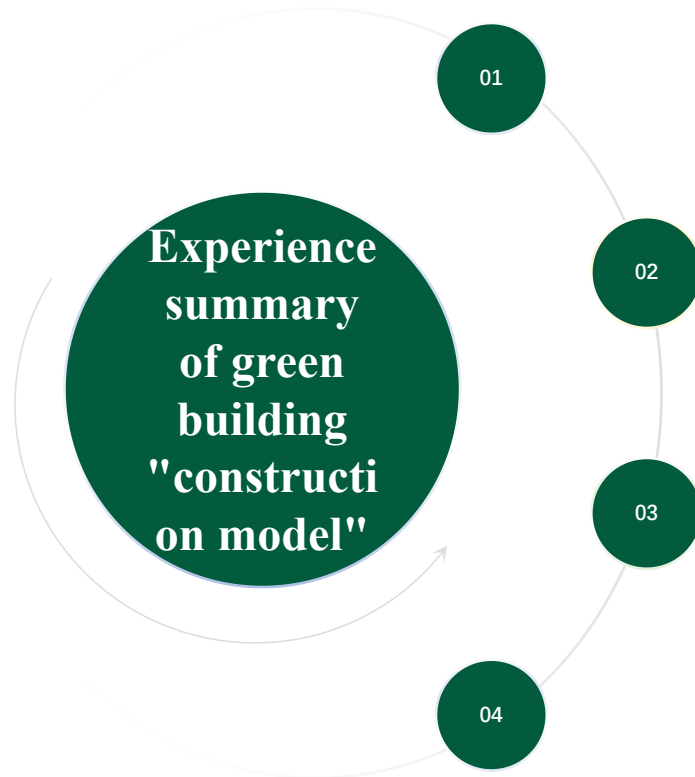 01
02
Experience
summary
of green
building
"constructi
on model"
03
04